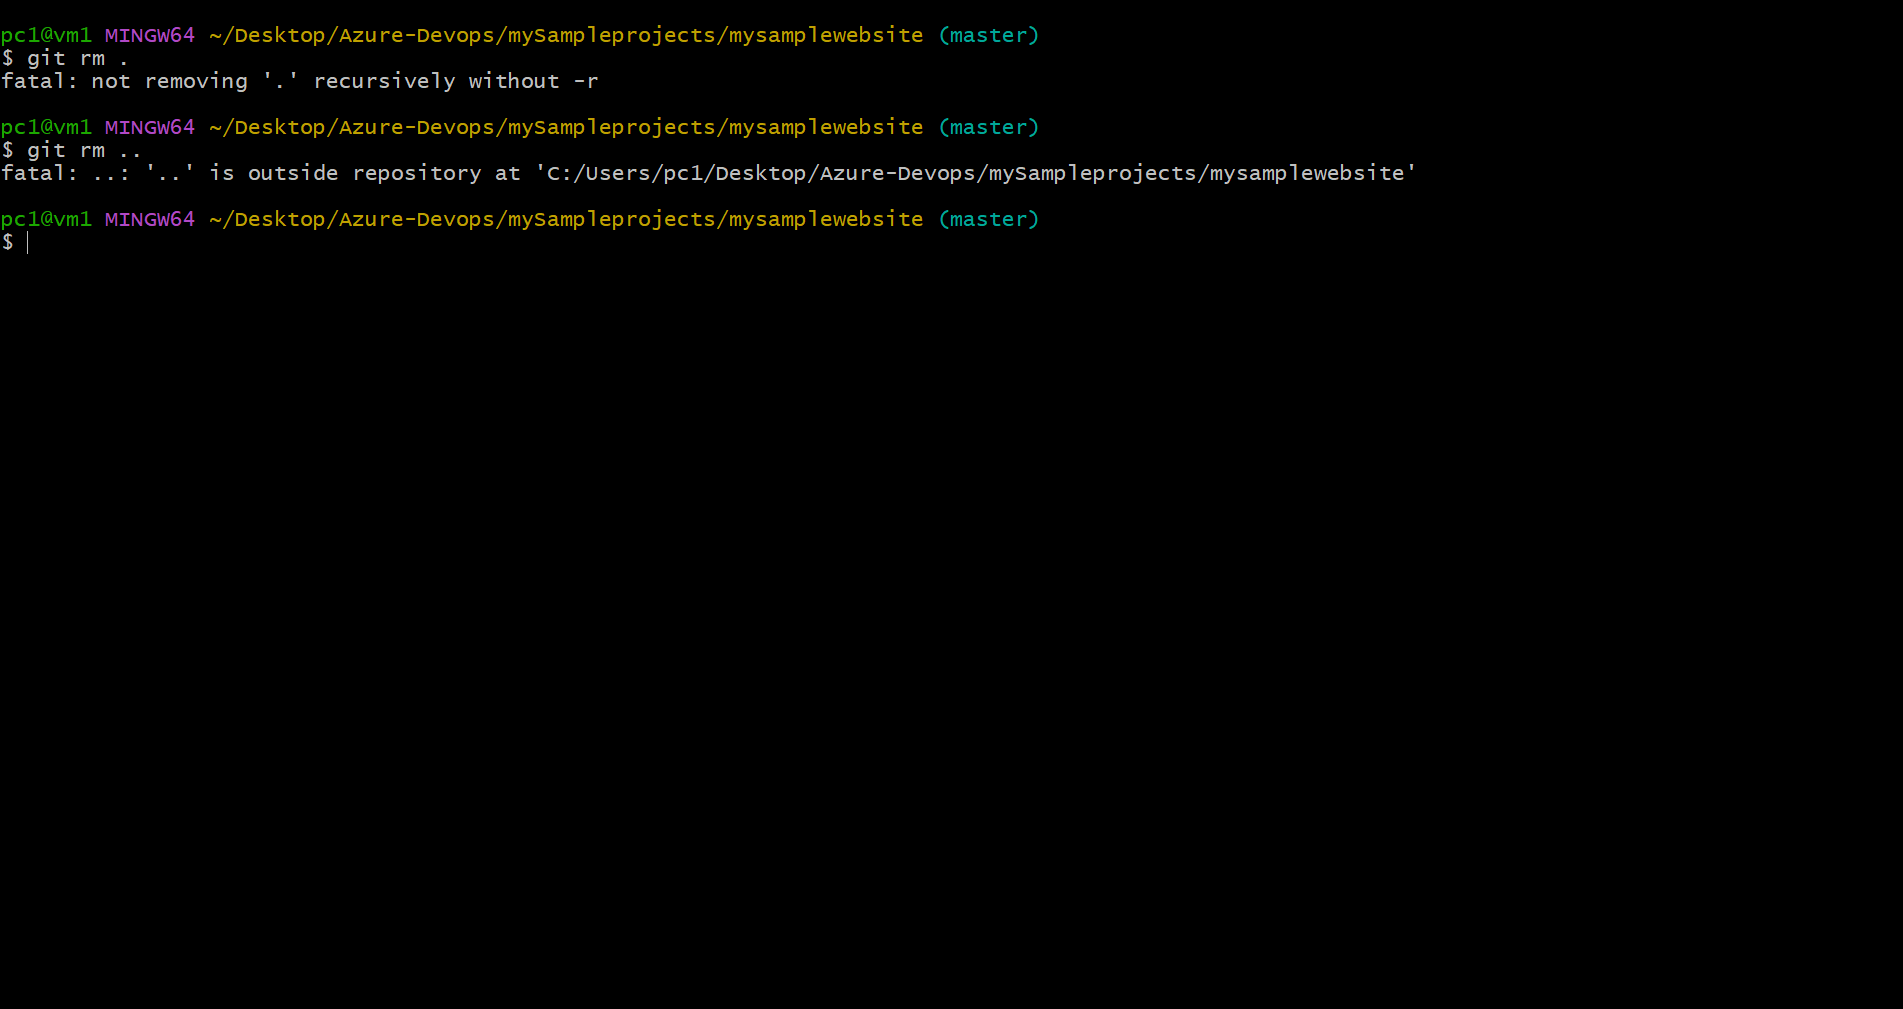 pc1@vm1 MINGW64 ~/Desktop/Azure-Devops/mySampleprojects/mysamplewebsite (master)
$ git rm .
fatal: not removing '.' recursively without -r
pc1@vm1 MINGW64 ~/Desktop/Azure-Devops/mySampleprojects/mysamplewebsite (master)
$ git rm ..
fatal: ..: '..' is outside repository at 'C:/Users/pc1/Desktop/Azure-Devops/mySampleprojects/mysamplewebsite'
pc1@vm1 MINGW64 ~/Desktop/Azure-Devops/mySampleprojects/mysamplewebsite (master)
$